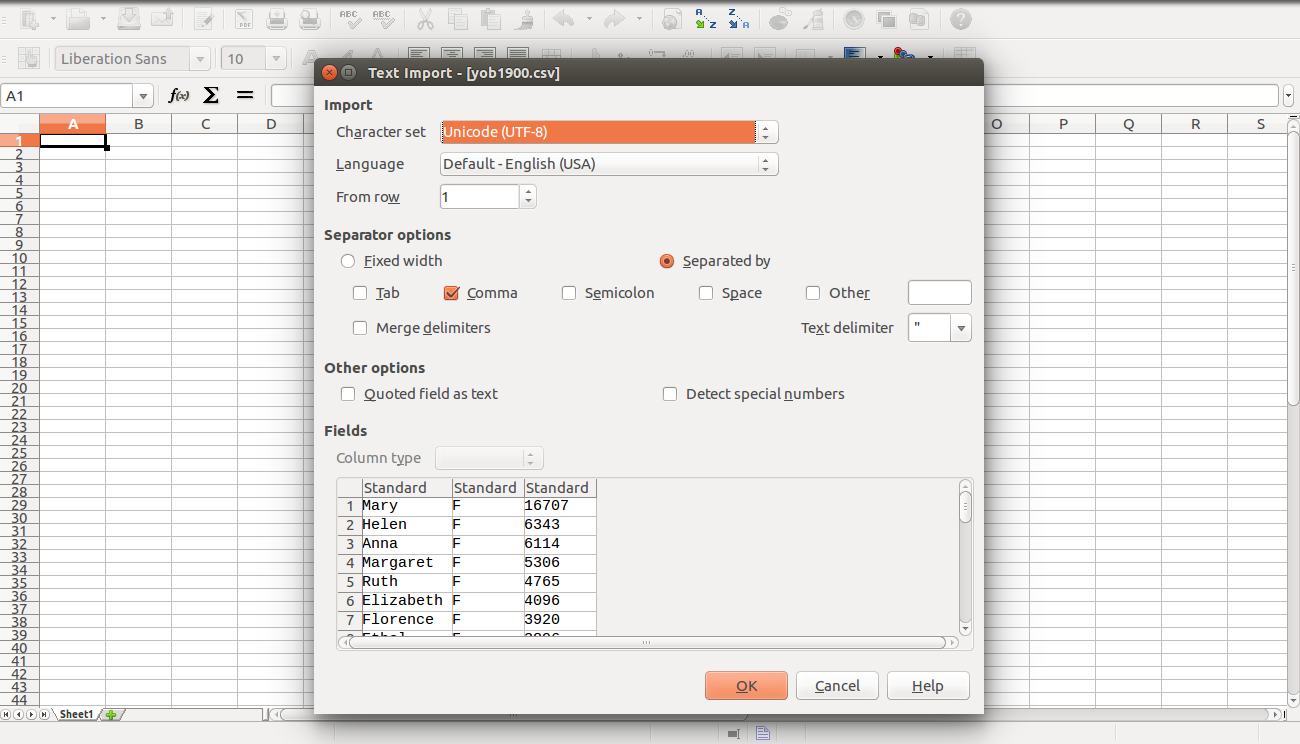 ABC ABC A Z Z A
Liberation Sans 10
Text Import - [yob1900.csv]
A1 f(x) Σ =
A B C D O P Q R S
Import
Character set Unicode (UTF-8)
Language Default - English (USA)
From row 1
Separator options
Fixed width Separated by
Tab Comma Semicolon Space Other
Merge delimiters Text delimiter "
Other options
Quoted field as text Detect special numbers
Fields
Column type
Standard Standard Standard
1 Mary F 16707
2 Helen F 6343
3 Anna F 6114
4 Margaret F 5306
5 Ruth F 4765
6 Elizabeth F 4096
7 Florence F 3920
OK Cancel Help
1
2
3
4
5
6
7
8
9
10
11
12
13
14
15
16
17
18
19
20
21
22
23
24
25
26
27
28
29
30
31
32
33
34
35
36
37
38
39
40
41
42
43
44
Sheet1